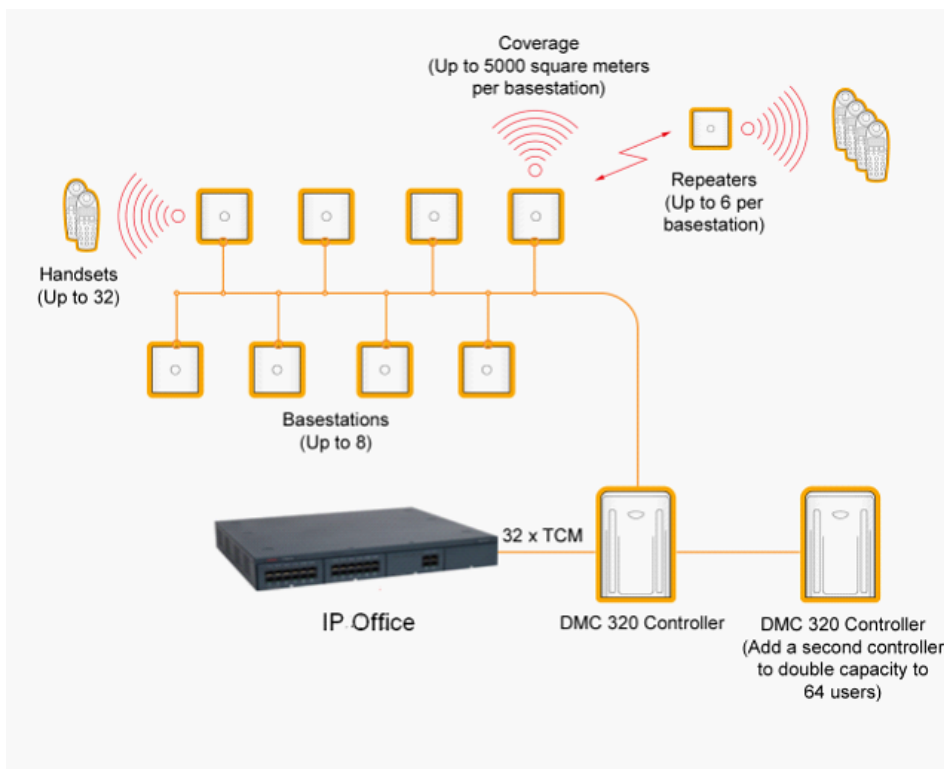 Coverage
(Up to 5000 square meters
per basestation)
Repeaters
(Up to 6 per
basestation)
Handsets
(Up to 32)
Basestations
(Up to 8)
32 x TCM
IP Office
DMC 320 Controller
DMC 320 Controller
(Add a second controller
to double capacity to
64 users)